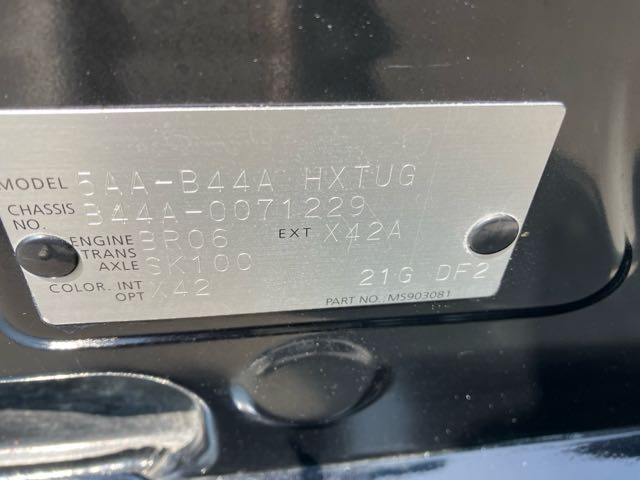 MODEL 5AA-B44A HXTUG
CHASSIS NO. B44A-0071229
ENGINE BR06 EXT X42A
TRANS AXLE SK100
COLOR. INT OPT X42 21G DF2
PART NO., MS903081